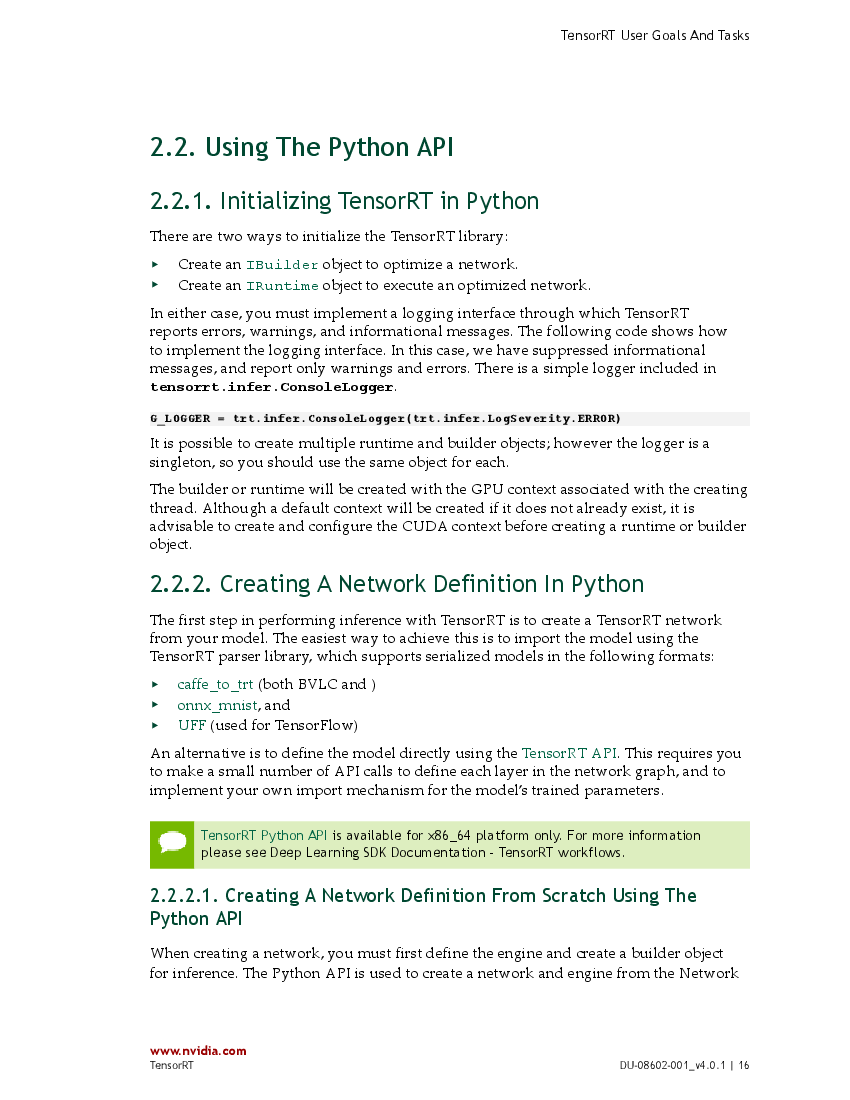 TensorRT User Goals And Tasks
2.2. Using The Python API
2.2.1. Initializing TensorRT in Python
There are two ways to initialize the TensorRT library:
‣ Create an IBuilder object to optimize a network.
‣ Create an IRuntime object to execute an optimized network.
In either case, you must implement a logging interface through which TensorRT
reports errors, warnings, and informational messages. The following code shows how
to implement the logging interface. In this case, we have suppressed informational
messages, and report only warnings and errors. There is a simple logger included in
tensorrt.infer.ConsoleLogger.
G_LOGGER = trt.infer.ConsoleLogger(trt.infer.LogSeverity.ERROR)
It is possible to create multiple runtime and builder objects; however the logger is a
singleton, so you should use the same object for each.
The builder or runtime will be created with the GPU context associated with the creating
thread. Although a default context will be created if it does not already exist, it is
advisable to create and configure the CUDA context before creating a runtime or builder
object.
2.2.2. Creating A Network Definition In Python
The first step in performing inference with TensorRT is to create a TensorRT network
from your model. The easiest way to achieve this is to import the model using the
TensorRT parser library, which supports serialized models in the following formats:
‣ caffe_to_trt (both BVLC and )
‣ onnx_mnist, and
‣ UFF (used for TensorFlow)
An alternative is to define the model directly using the TensorRT API. This requires you
to make a small number of API calls to define each layer in the network graph, and to
implement your own import mechanism for the model's trained parameters.
TensorRT Python API is available for x86_64 platform only. For more information
please see Deep Learning SDK Documentation - TensorRT workflows.
2.2.2.1. Creating A Network Definition From Scratch Using The
Python API
When creating a network, you must first define the engine and create a builder object
for inference. The Python API is used to create a network and engine from the Network
www.nvidia.com
TensorRT DU-08602-001_v4.0.1 | 16